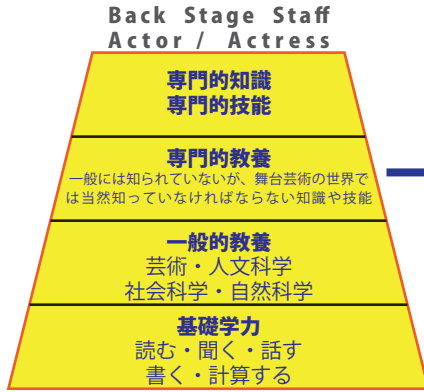 Back Stage Staff
Actor / Actress
専門的知識
専門的技能
専門的教養
一般には知られていないが、舞台芸術の世界で
は当然知っていなければならない知識や技能
一般的教養
芸術・人文科学
社会科学・自然科学
基礎学力
読む・聞く・話す
書く・計算する